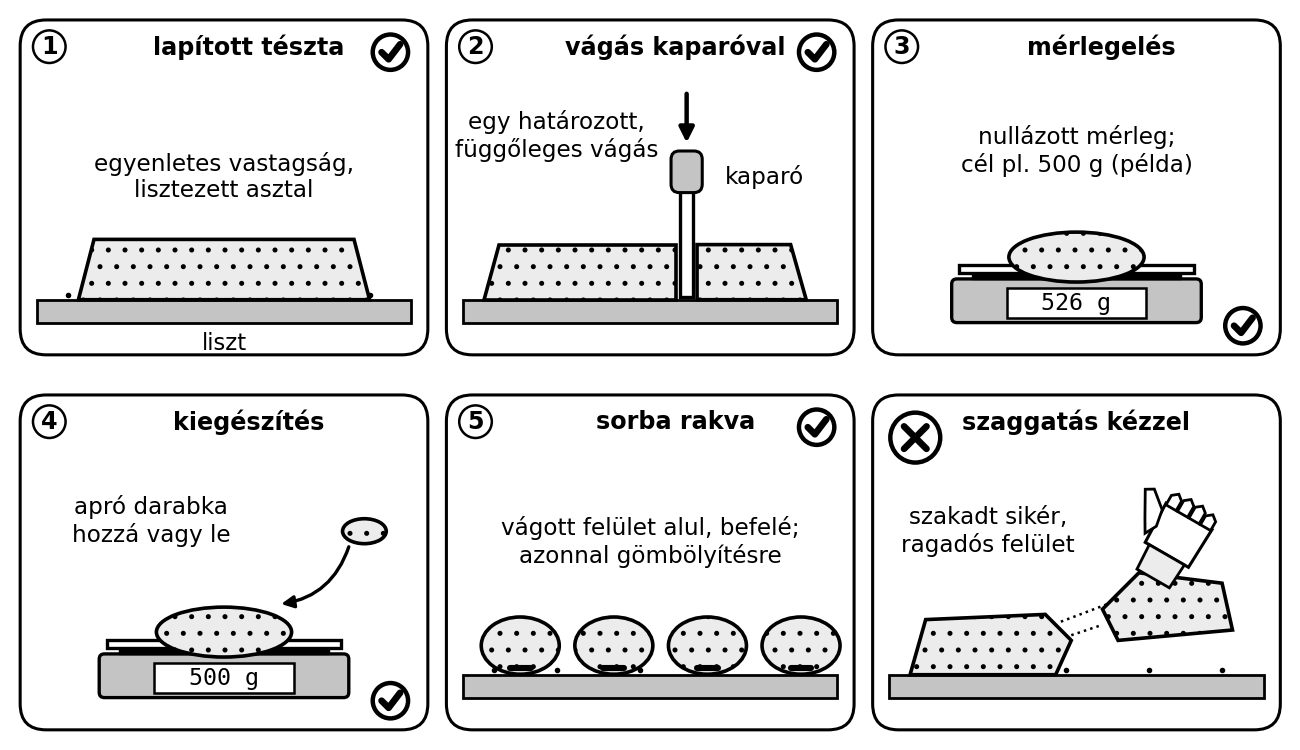 1 lapított tészta
egyenletes vastagság,
lisztezett asztal
liszt
2 vágás kaparóval
egy határozott,
függőleges vágás
kaparó
3 mérlegelés
nullázott mérleg;
cél pl. 500 g (példa)
526 g
4 kiegészítés
apró darabka
hozzá vagy le
500 g
5 sorba rakva
vágott felület alul, befelé;
azonnal gömbölyítésre
szaggatás kézzel
szakadt sikér,
ragadós felület